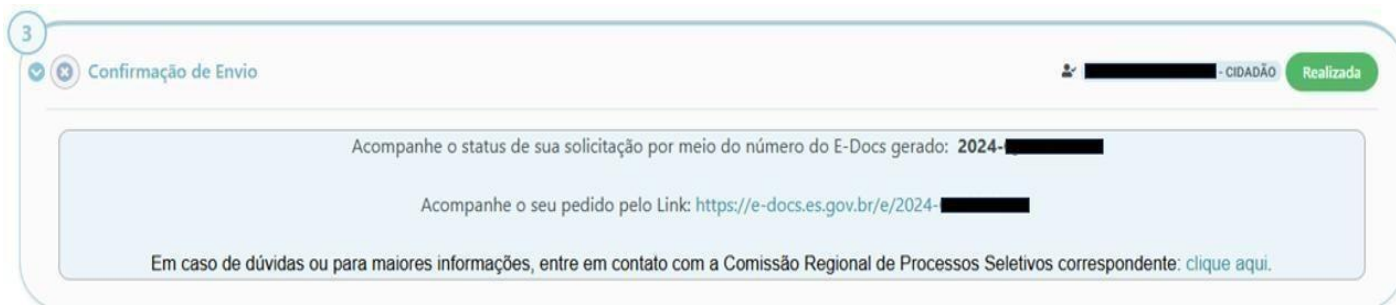 3
Confirmação de Envio
- CIDADÃO
Realizada
Acompanhe o status de sua solicitação por meio do número do E-Docs gerado: 2024-
Acompanhe o seu pedido pelo Link: https://e-docs.es.gov.br/e/2024-
Em caso de dúvidas ou para maiores informações, entre em contato com a Comissão Regional de Processos Seletivos correspondente: clique aqui.